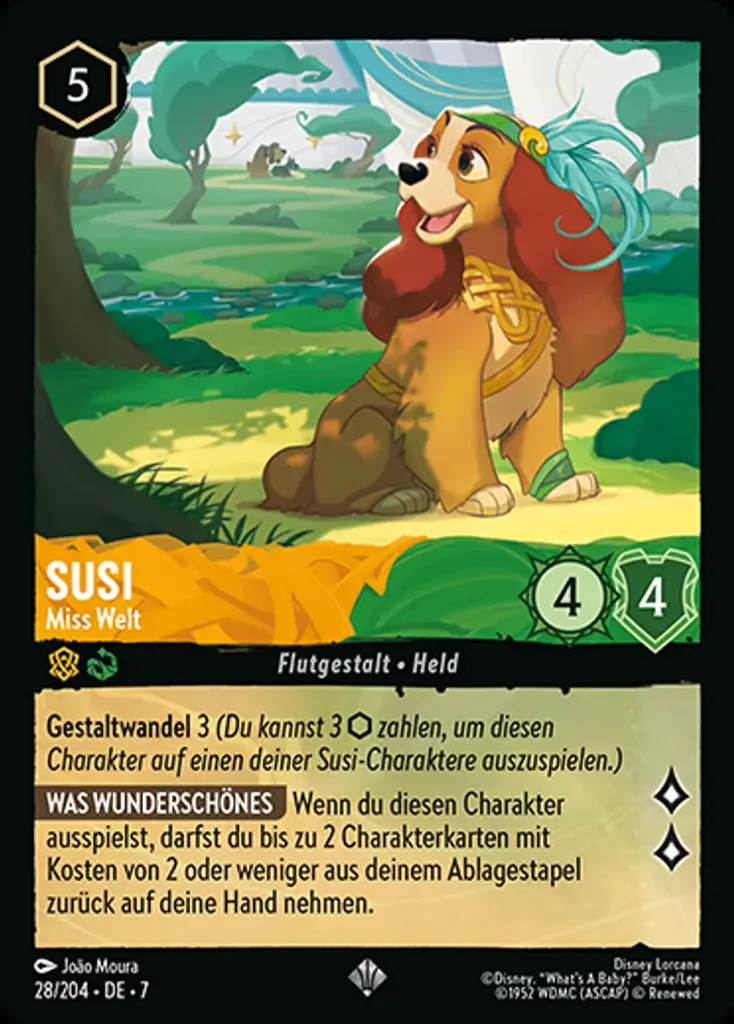 5
SUSI
Miss Welt
4
4
Flutgestalt • Held
Gestaltwandel 3 (Du kannst 3 ⬡ zahlen, um diesen
Charakter auf einen deiner Susi-Charaktere auszuspielen.)
WAS WUNDERSCHÖNES Wenn du diesen Charakter
ausspielst, darfst du bis zu 2 Charakterkarten mit
Kosten von 2 oder weniger aus deinem Ablagestapel
zurück auf deine Hand nehmen.
João Moura
28/204 • DE • 7
Disney Lorcana
©Disney, "What's A Baby?" Burke/Lee
©1952 WDMC (ASCAP) © Renewed